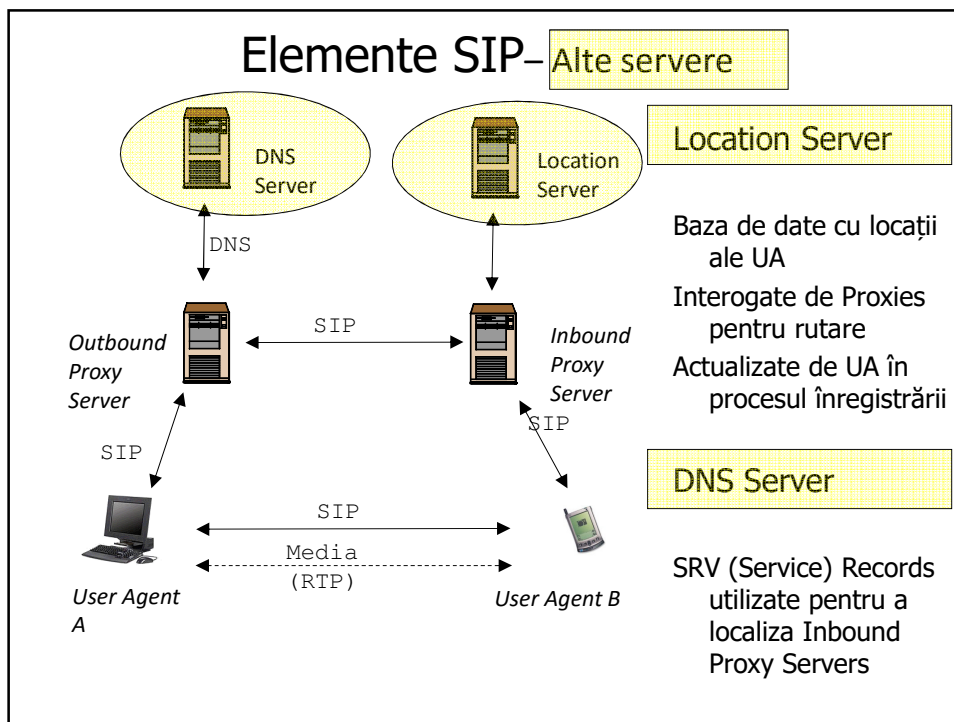 Elemente SIP– Alte servere
DNS
Server
Location
Server
DNS
SIP
Outbound
Proxy
Server
Inbound
Proxy
Server
SIP
SIP
SIP
Media
(RTP)
User Agent
A
User Agent B
Location Server
Baza de date cu locații
ale UA
Interogate de Proxies
pentru rutare
Actualizate de UA în
procesul înregistrării
DNS Server
SRV (Service) Records
utilizate pentru a
localiza Inbound
Proxy Servers